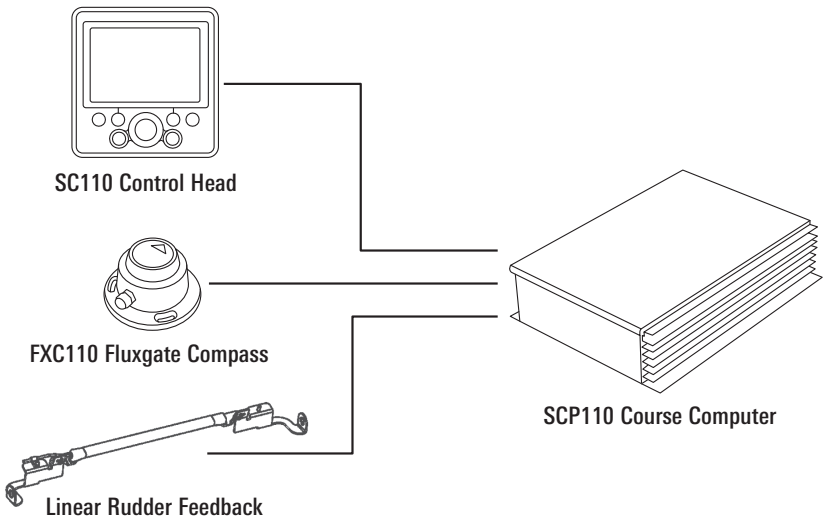 SC110 Control Head
FXC110 Fluxgate Compass
SCP110 Course Computer
Linear Rudder Feedback